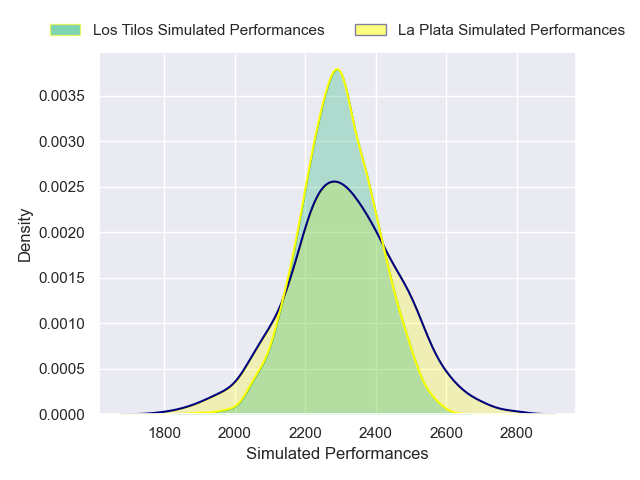 Los Tilos Simulated Performances
La Plata Simulated Performances
0.0035
0.0030
0.0025
0.0020
0.0015
0.0010
0.0005
0.0000
Density
1800 2000 2200 2400 2600 2800
Simulated Performances